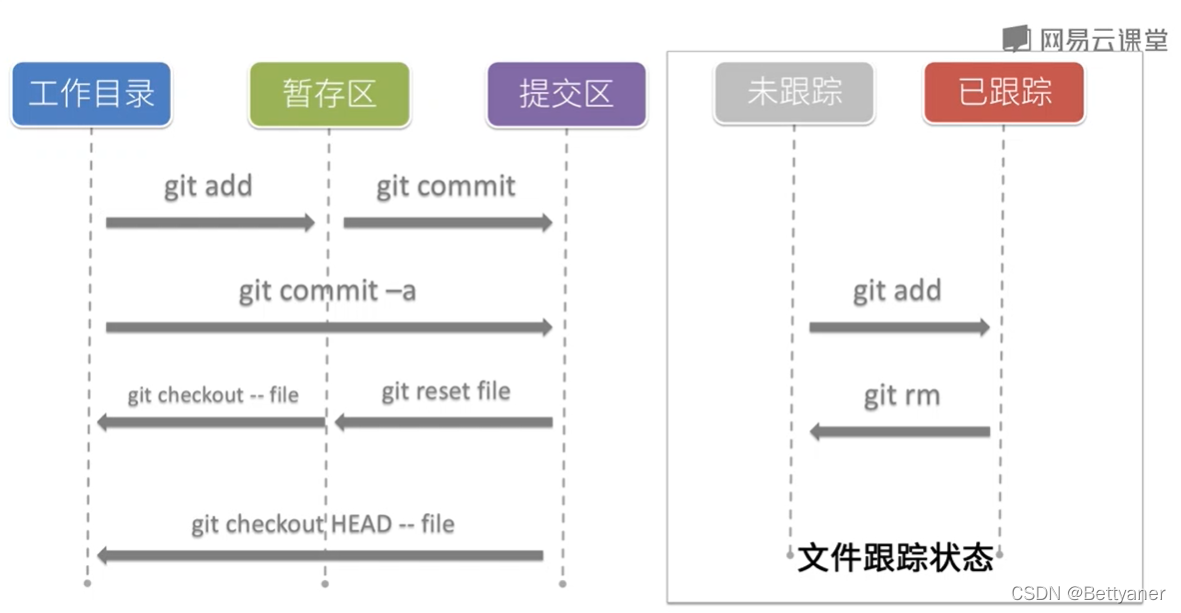 网易云课堂
工作目录 暂存区 提交区 未跟踪 已跟踪
git add git commit
git commit –a
git add
git checkout -- file git reset file
git rm
git checkout HEAD -- file
文件跟踪状态
CSDN @Bettyaner